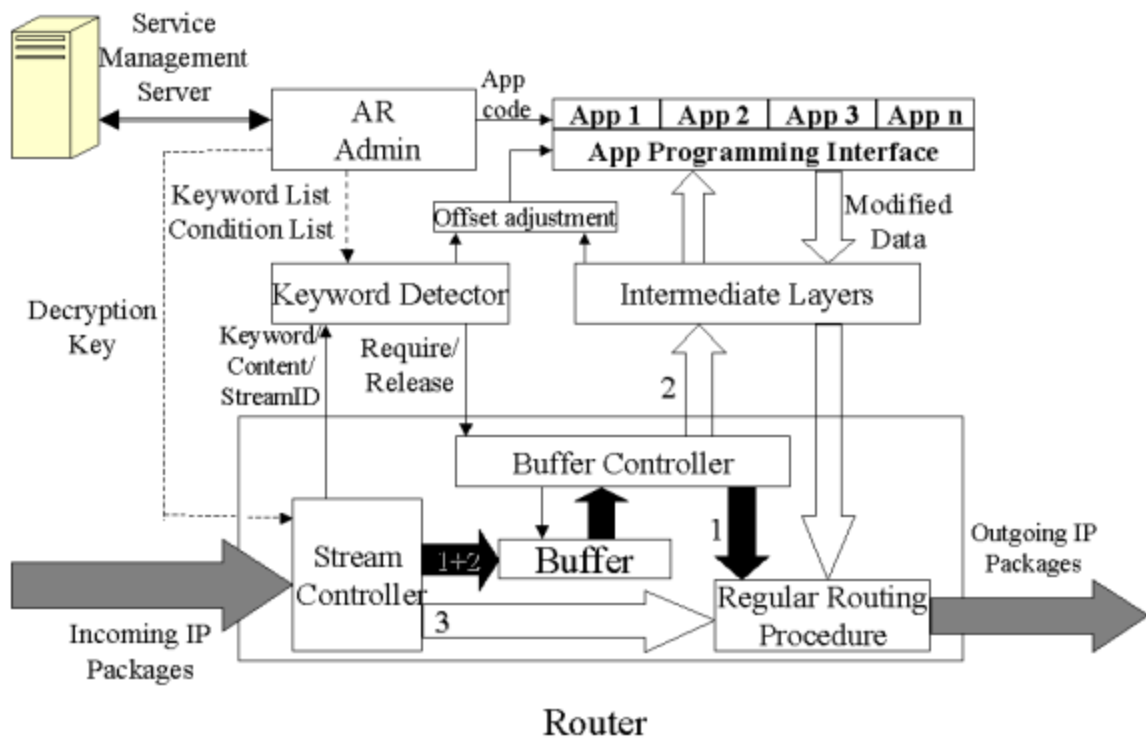 Service
Management
Server
AR
Admin
App
code
App 1
App 2
App 3
App n
App Programming Interface
Keyword List
Condition List
Offset adjustment
Modified
Data
Keyword Detector
Intermediate Layers
Decryption
Key
Keyword/
Content/
StreamID
Require/
Release
2
Buffer Controller
1
Stream
Controller
1+2
Buffer
3
Regular Routing
Procedure
Outgoing IP
Packages
Incoming IP
Packages
Router